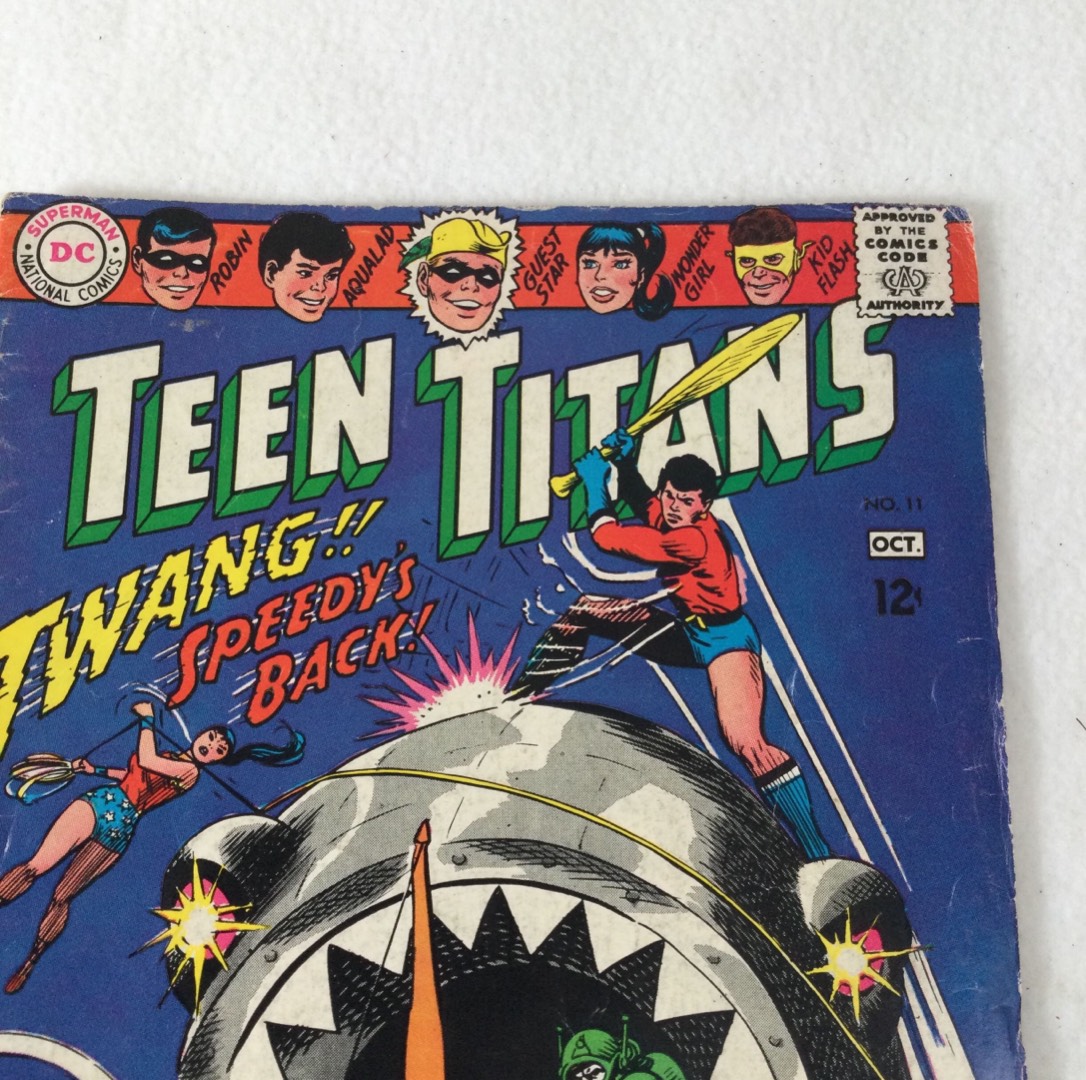 SUPERMAN
DC
NATIONAL COMICS
ROBIN
AQUALAD
GUEST
STAR
WONDER
GIRL
KID
FLASH
APPROVED
BY THE
COMICS
CODE
CA
AUTHORITY
TEEN TITANS
NO. 11
OCT.
12¢
TWANG!!
SPEEDY'S
BACK!